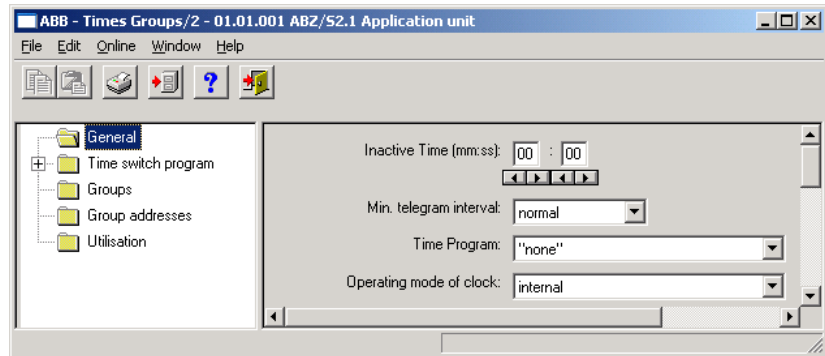 ABB - Times Groups/2 - 01.01.001 ABZ/S2.1 Application unit
File Edit Online Window Help
?
General
Time switch program
Groups
Group addresses
Utilisation
Inactive Time (mm:ss): 00 : 00
Min. telegram interval: normal
Time Program: "none"
Operating mode of clock: internal